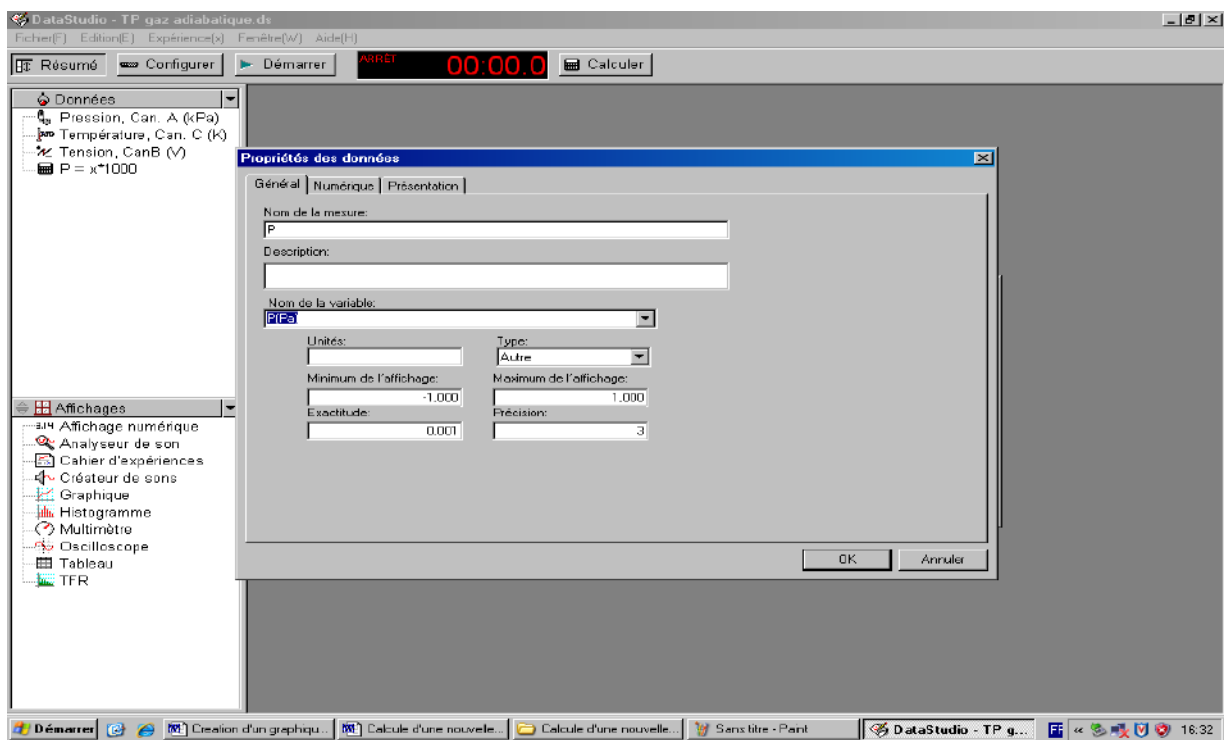 DataStudio - TP gaz adiabatique.ds
Ficher(F) Edition(E) Expérience(x) Fenêtre(W) Aide(H)
Résumé Configurer Démarrer ARRÊT 00:00.0 Calculer
Données
Pression, Can. A (kPa)
Température, Can. C (K)
Tension, CanB (V)
P = x*1000
Propriétés des données
Général Numérique Présentation
Nom de la mesure:
P
Description:
Nom de la variable:
P(Pa)
Unités: Type:
Autre
Minimum de l'affichage: Maximum de l'affichage:
-1.000 1.000
Exactitude: Précision:
0.001 3
OK Annuler
Affichages
3.14 Affichage numérique
Analyseur de son
Cahier d'expériences
Créateur de sons
Graphique
Histogramme
Multimètre
Oscilloscope
Tableau
TFR
Démarrer Creation d'un graphiqu... Calcule d'une nouvelle... Calcule d'une nouvelle... Sans titre - Paint DataStudio - TP g... FF « 16:32